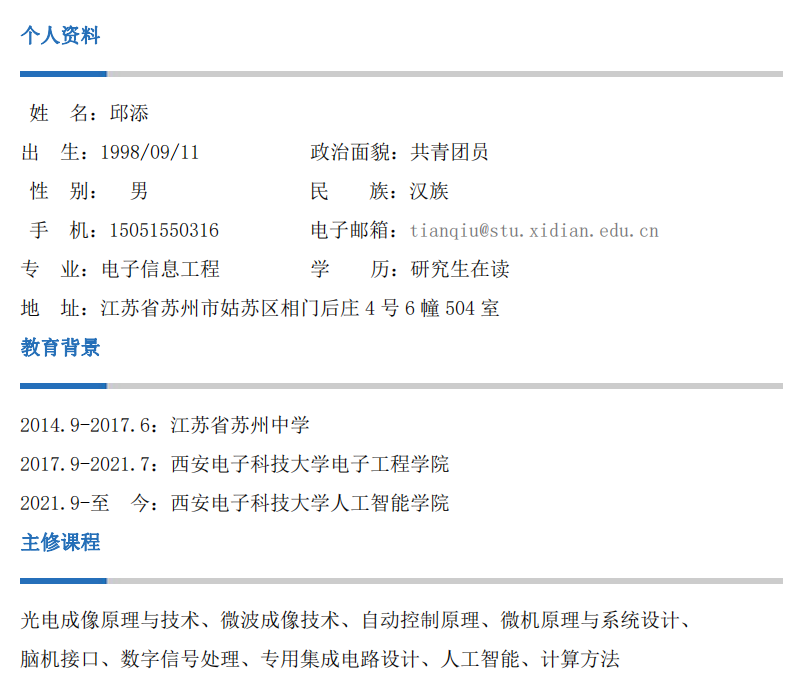 个人资料
姓 名：邱添
出 生：1998/09/11 政治面貌：共青团员
性 别： 男 民 族：汉族
手 机：15051550316 电子邮箱：tianqiu@stu.xidian.edu.cn
专 业：电子信息工程 学 历：研究生在读
地 址：江苏省苏州市姑苏区相门后庄 4 号 6 幢 504 室
教育背景
2014.9-2017.6：江苏省苏州中学
2017.9-2021.7：西安电子科技大学电子工程学院
2021.9-至 今：西安电子科技大学人工智能学院
主修课程
光电成像原理与技术、微波成像技术、自动控制原理、微机原理与系统设计、
脑机接口、数字信号处理、专用集成电路设计、人工智能、计算方法